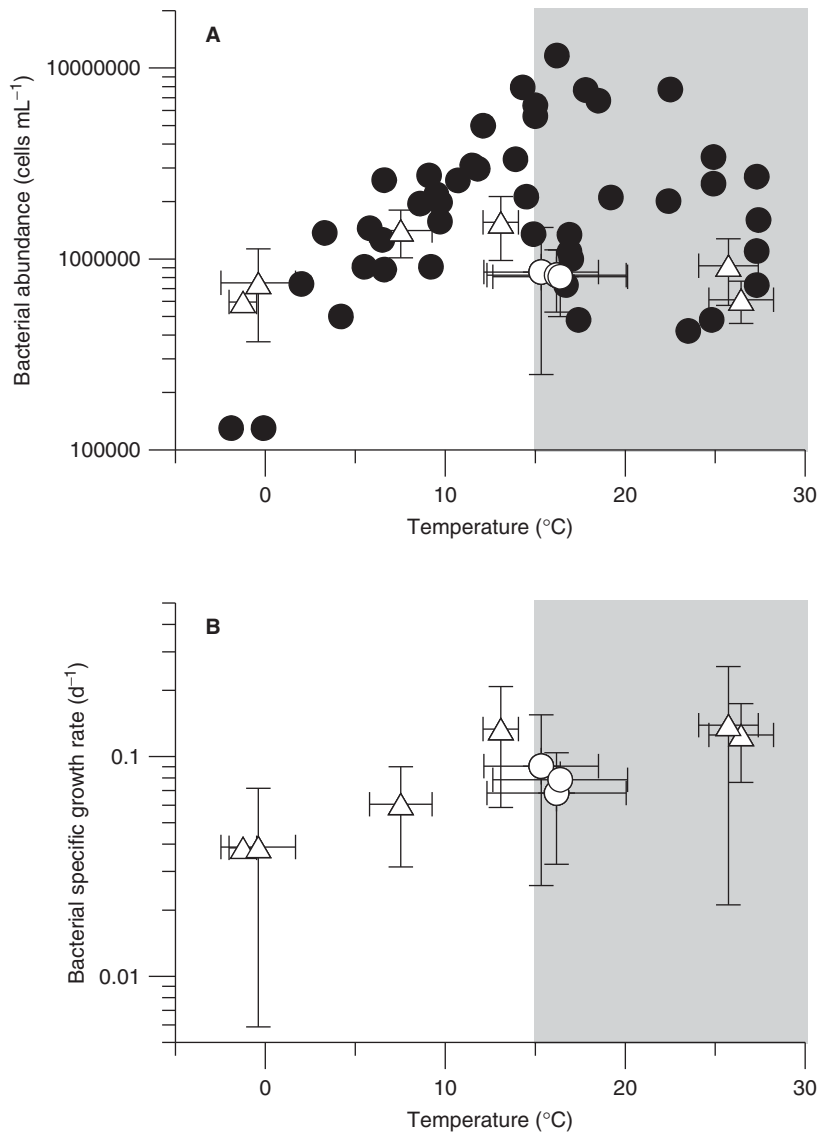 A
Bacterial abundance (cells mL⁻¹)
10000000
1000000
100000
0
10
20
30
Temperature (°C)
B
Bacterial specific growth rate (d⁻¹)
0.1
0.01
0
10
20
30
Temperature (°C)